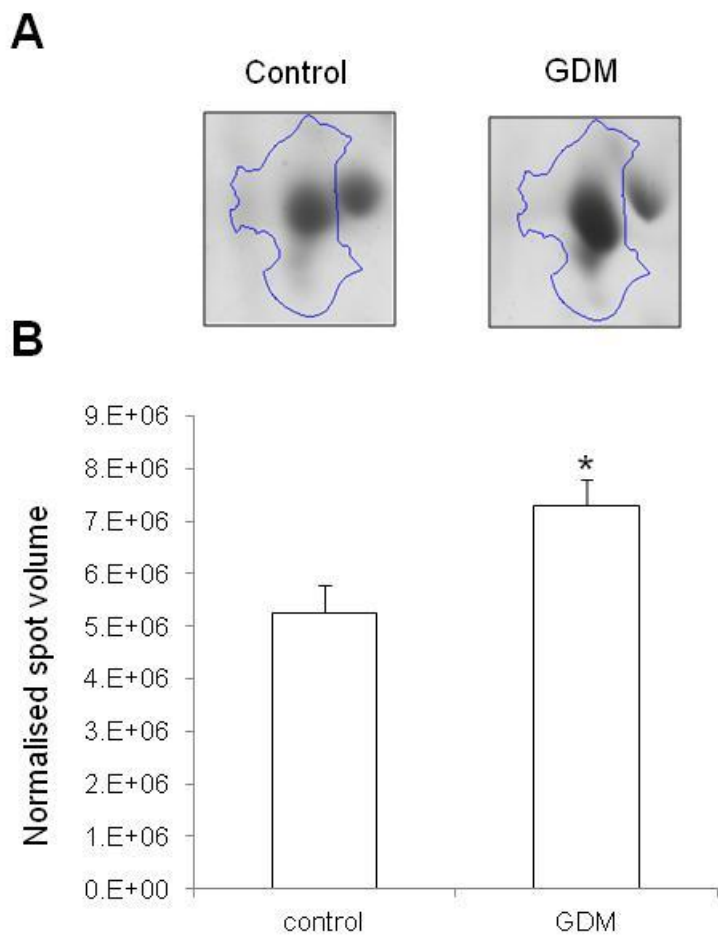 A
Control GDM
B
Normalised spot volume
9.E+06
8.E+06
7.E+06
6.E+06
5.E+06
4.E+06
3.E+06
2.E+06
1.E+06
0.E+00
*
control GDM